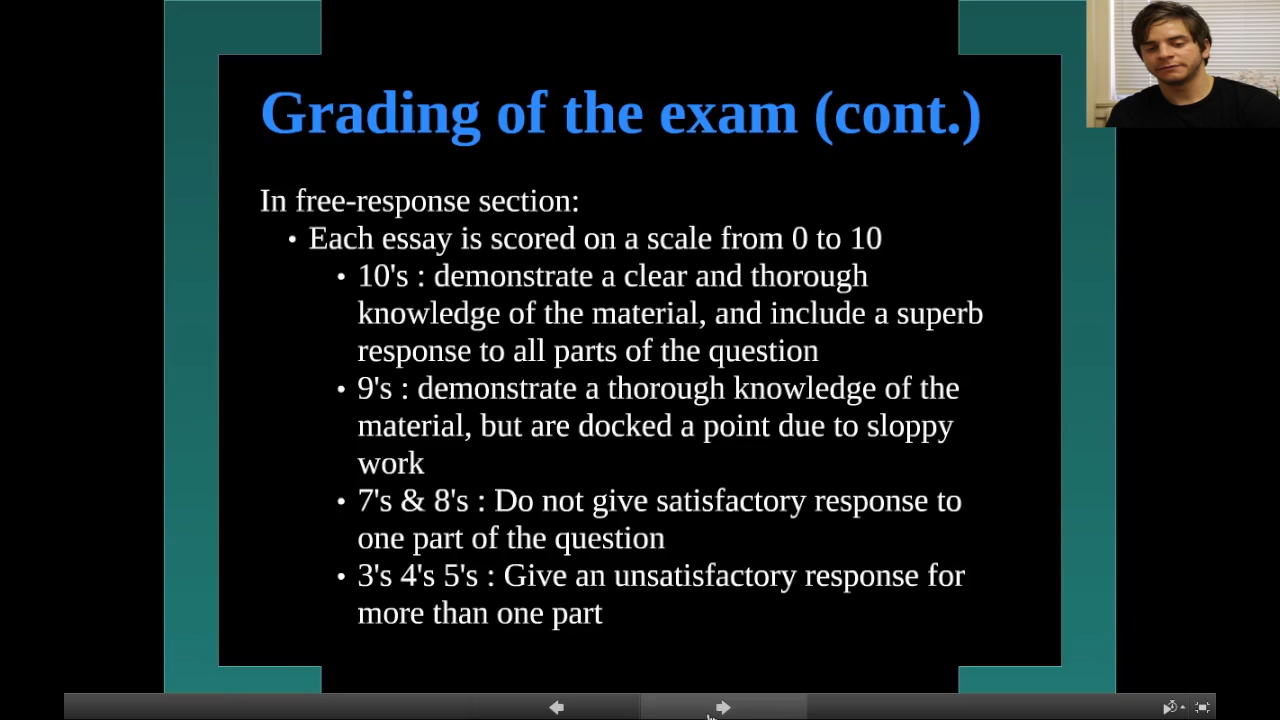 Grading of the exam (cont.)
In free-response section:
• Each essay is scored on a scale from 0 to 10
• 10's : demonstrate a clear and thorough
knowledge of the material, and include a superb
response to all parts of the question
• 9's : demonstrate a thorough knowledge of the
material, but are docked a point due to sloppy
work
• 7's & 8's : Do not give satisfactory response to
one part of the question
• 3's 4's 5's : Give an unsatisfactory response for
more than one part